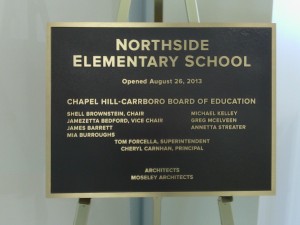 NORTHSIDE
ELEMENTARY SCHOOL
Opened August 26, 2013
CHAPEL HILL-CARRBORO BOARD OF EDUCATION
SHELL BROWNSTEIN, CHAIR
JAMEZETTA BEDFORD, VICE CHAIR
JAMES BARRETT
MIA BURROUGHS
MICHAEL KELLEY
GREG MCELVEEN
ANNETTA STREATER
TOM FORCELLA, SUPERINTENDENT
CHERYL CARNHAN, PRINCIPAL
ARCHITECTS
MOSELEY ARCHITECTS